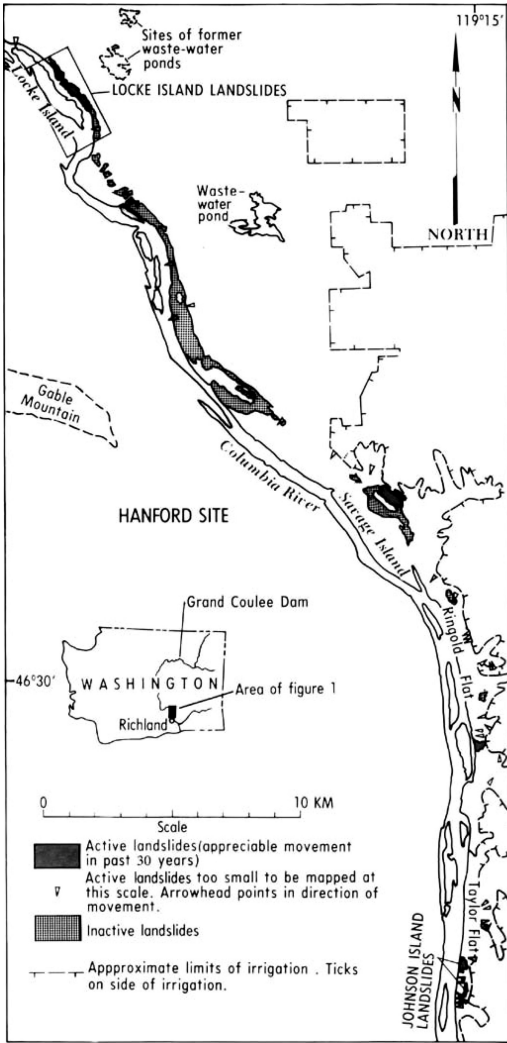 119°15'
Sites of former
waste-water
ponds
LOCKE ISLAND LANDSLIDES
Locke Island
Waste-
water
pond
N
NORTH
Gable
Mountain
Columbia River
Savage Island
HANFORD SITE
Ringold Flat
Grand Coulee Dam
46°30'
WASHINGTON
Area of figure 1
Richland
0 10 KM
Scale
Active landslides(appreciable movement
in past 30 years)
Active landslides too small to be mapped at
this scale. Arrowhead points in direction of
movement.
Inactive landslides
Appproximate limits of irrigation . Ticks
on side of irrigation.
Taylor Flat
JOHNSON ISLAND
LANDSLIDES